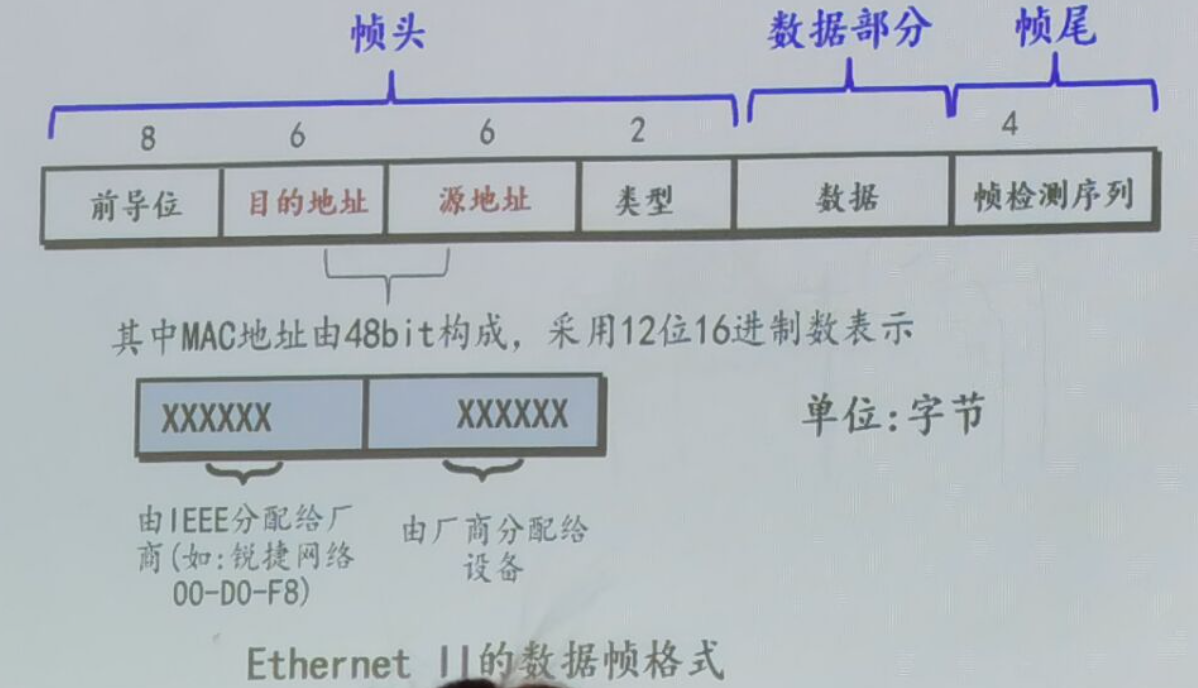 帧头 数据部分 帧尾
8 6 6 2 4
前导位 目的地址 源地址 类型 数据 帧检测序列
其中MAC地址由48bit构成，采用12位16进制数表示
XXXXXX XXXXXX
单位:字节
由IEEE分配给厂
商(如:锐捷网络
00-D0-F8)
由厂商分配给
设备
Ethernet II的数据帧格式